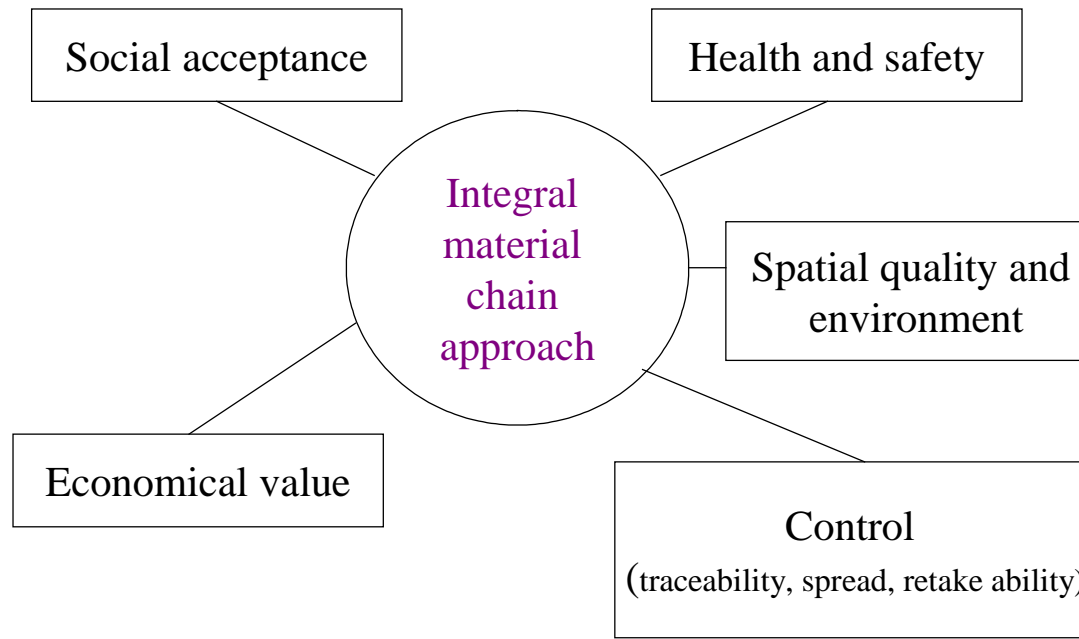 Social acceptance
Health and safety
Integral
material
chain
approach
Spatial quality and
environment
Economical value
Control
(traceability, spread, retake ability)